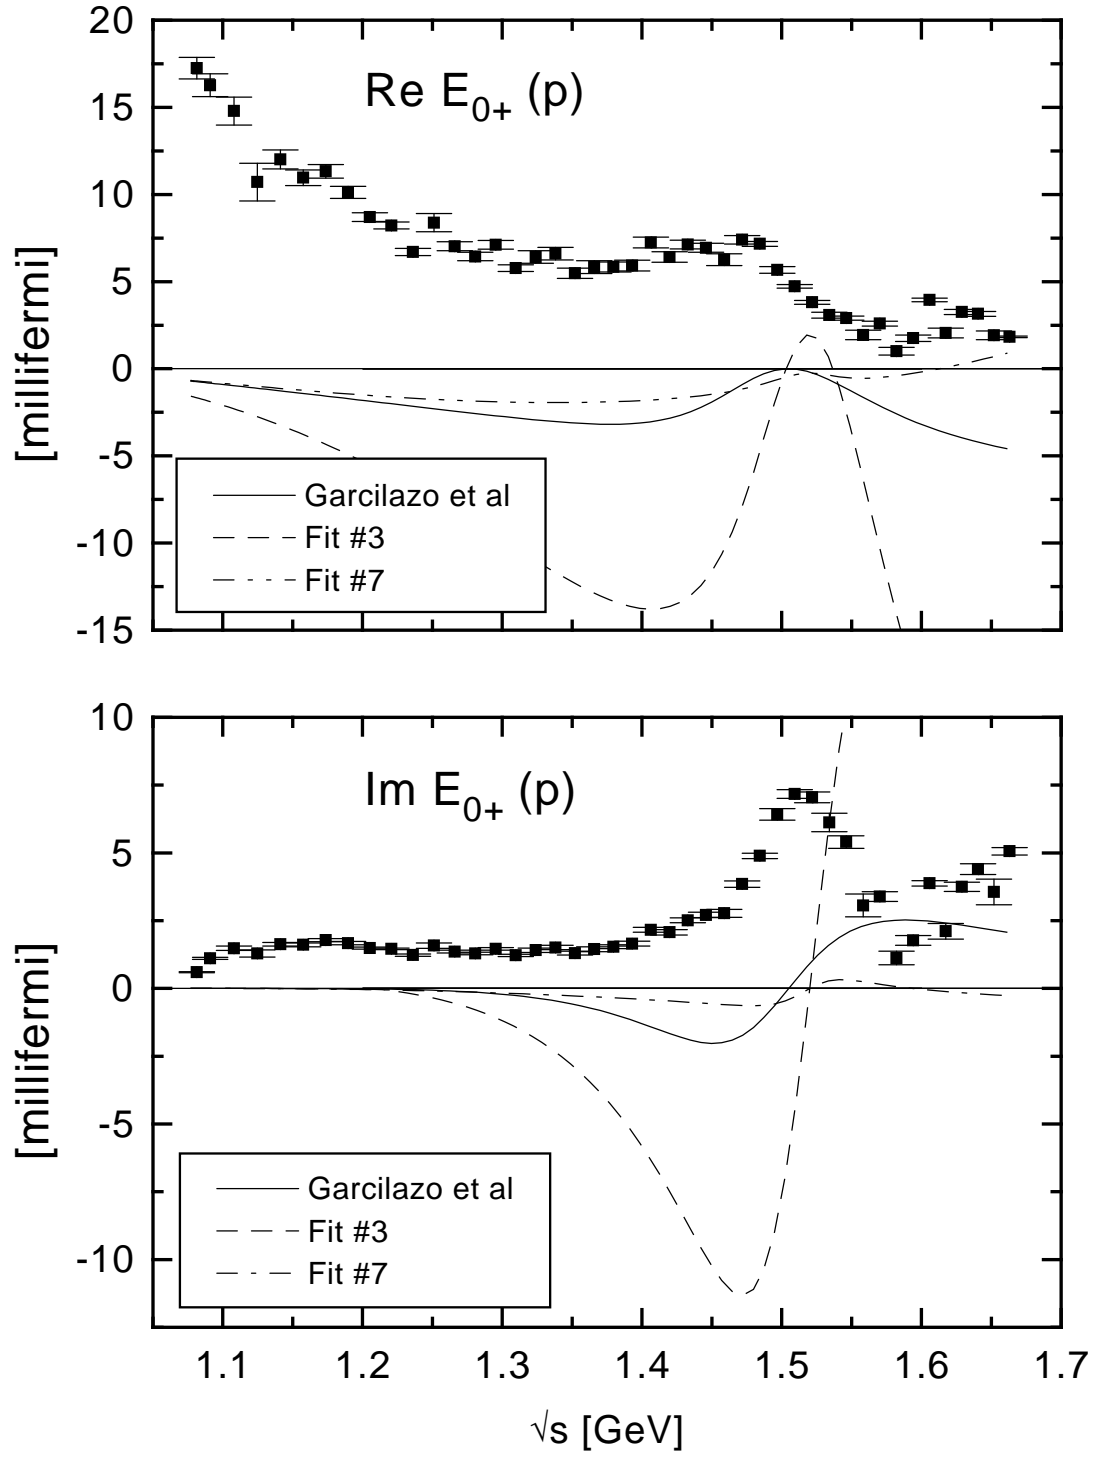 20
Re E0+ (p)
15
10
5
0
-5
-10
-15
[millifermi]
Garcilazo et al
Fit #3
Fit #7
10
Im E0+ (p)
5
0
-5
-10
[millifermi]
Garcilazo et al
Fit #3
Fit #7
1.1 1.2 1.3 1.4 1.5 1.6 1.7
√s [GeV]